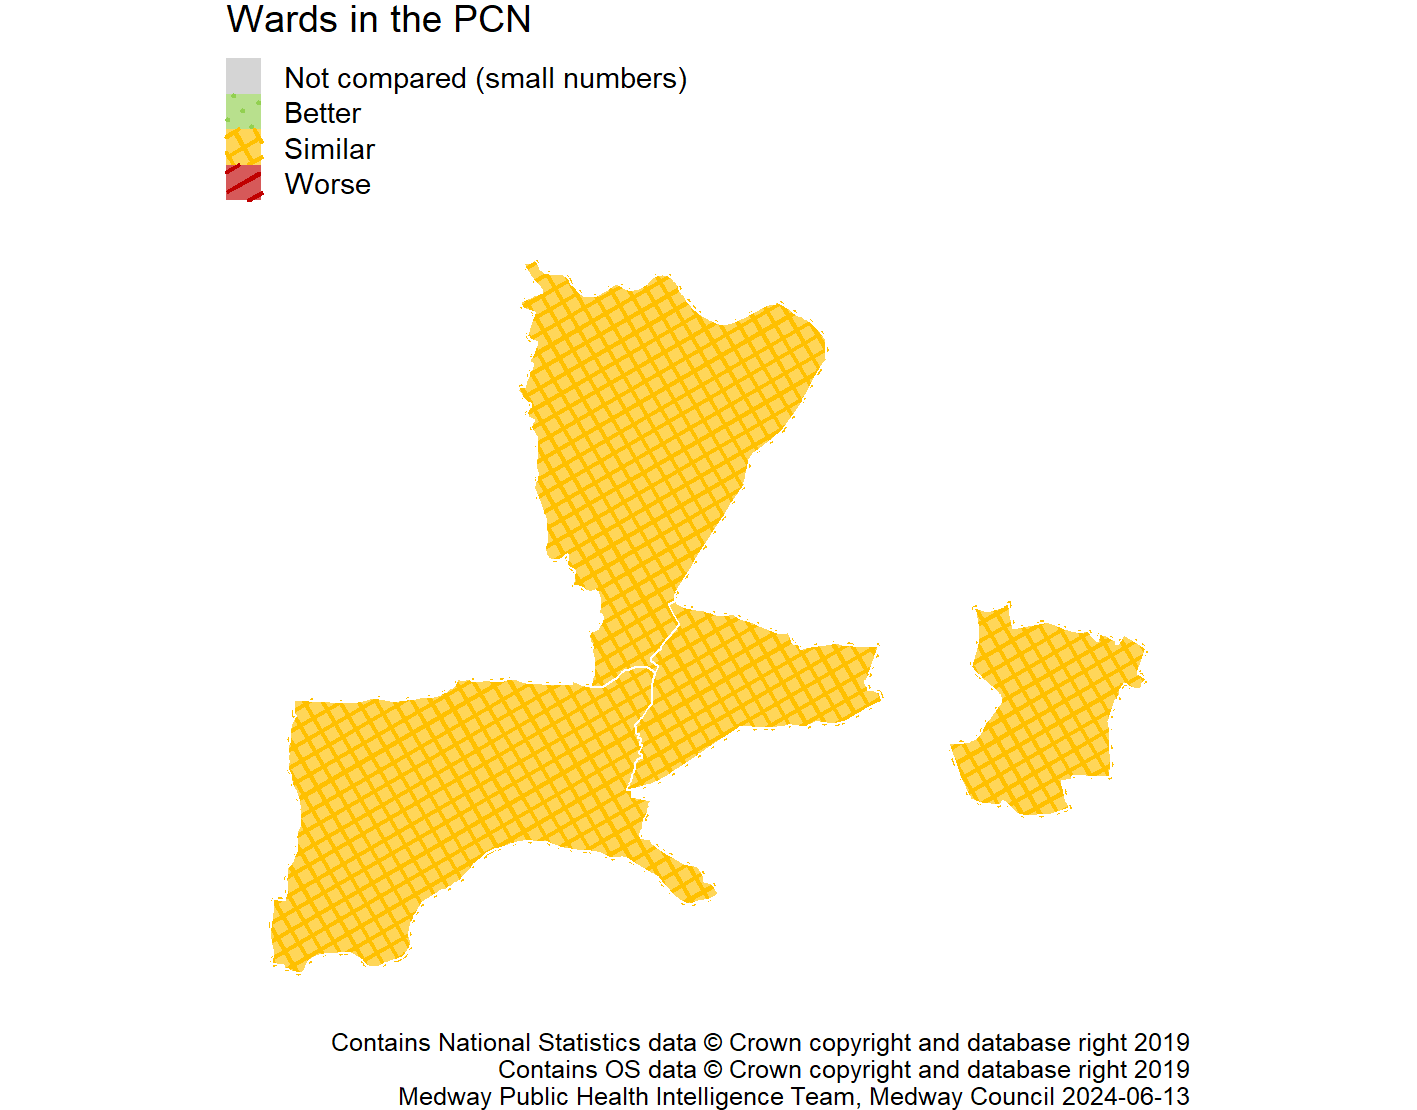 Wards in the PCN
Not compared (small numbers)
Better
Similar
Worse
Contains National Statistics data © Crown copyright and database right 2019
Contains OS data © Crown copyright and database right 2019
Medway Public Health Intelligence Team, Medway Council 2024-06-13